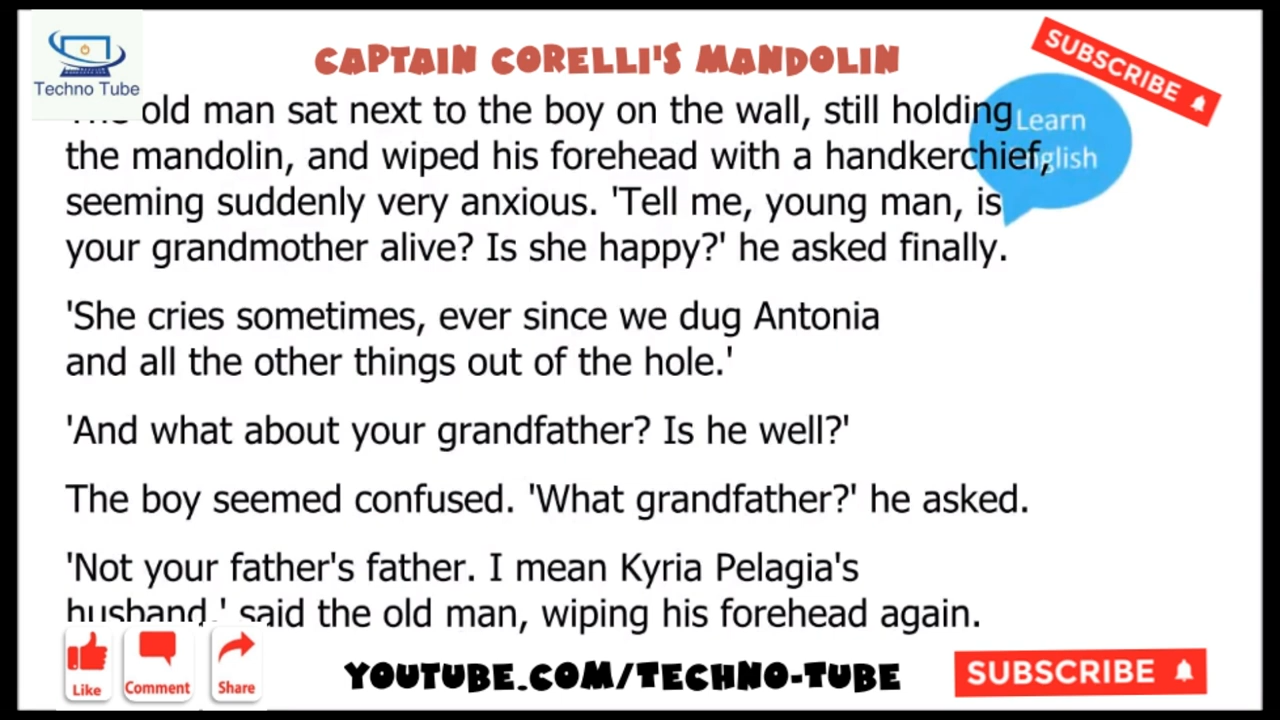 CAPTAIN CORELLI'S MANDOLIN
SUBSCRIBE
Techno Tube
Learn
English
The old man sat next to the boy on the wall, still holding
the mandolin, and wiped his forehead with a handkerchief,
seeming suddenly very anxious. 'Tell me, young man, is
your grandmother alive? Is she happy?' he asked finally.
'She cries sometimes, ever since we dug Antonia
and all the other things out of the hole.'
'And what about your grandfather? Is he well?'
The boy seemed confused. 'What grandfather?' he asked.
'Not your father's father. I mean Kyria Pelagia's
husband,' said the old man, wiping his forehead again.
Like
Comment
Share
YOUTUBE.COM/TECHNO-TUBE
SUBSCRIBE